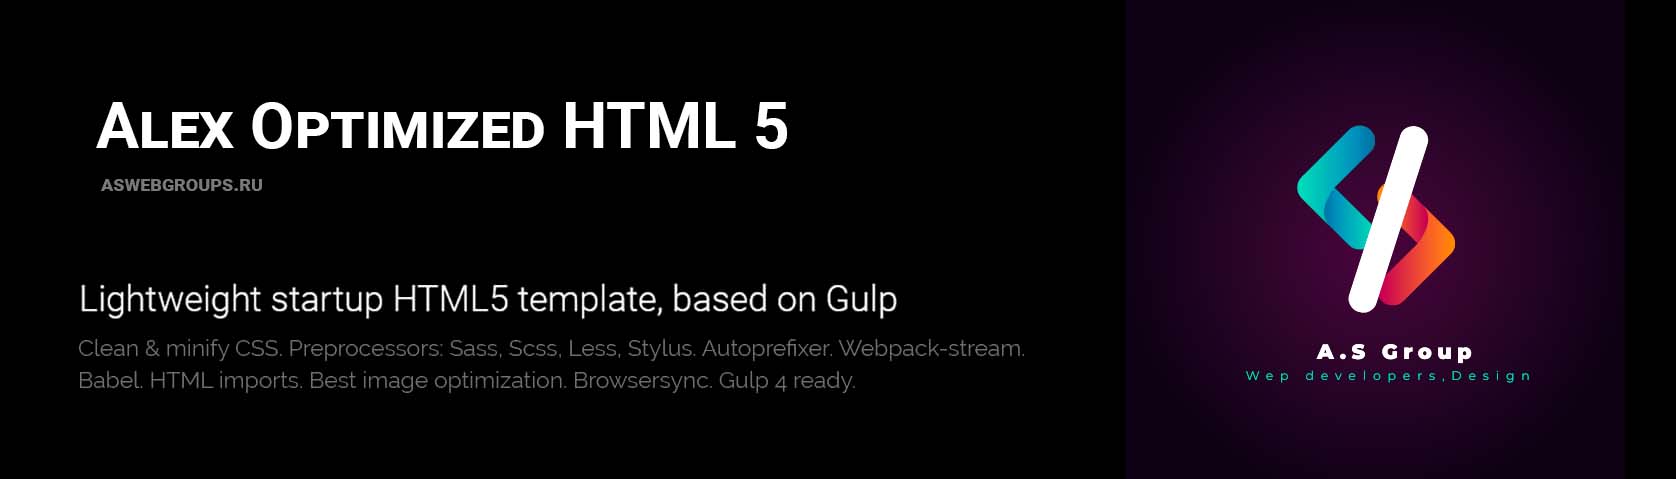 Alex Optimized HTML 5
ASWEBGROUPS.RU
Lightweight startup HTML5 template, based on Gulp
Clean & minify CSS. Preprocessors: Sass, Scss, Less, Stylus. Autoprefixer. Webpack-stream.
Babel. HTML imports. Best image optimization. Browsersync. Gulp 4 ready.
A.S Group
Wep developers,Design